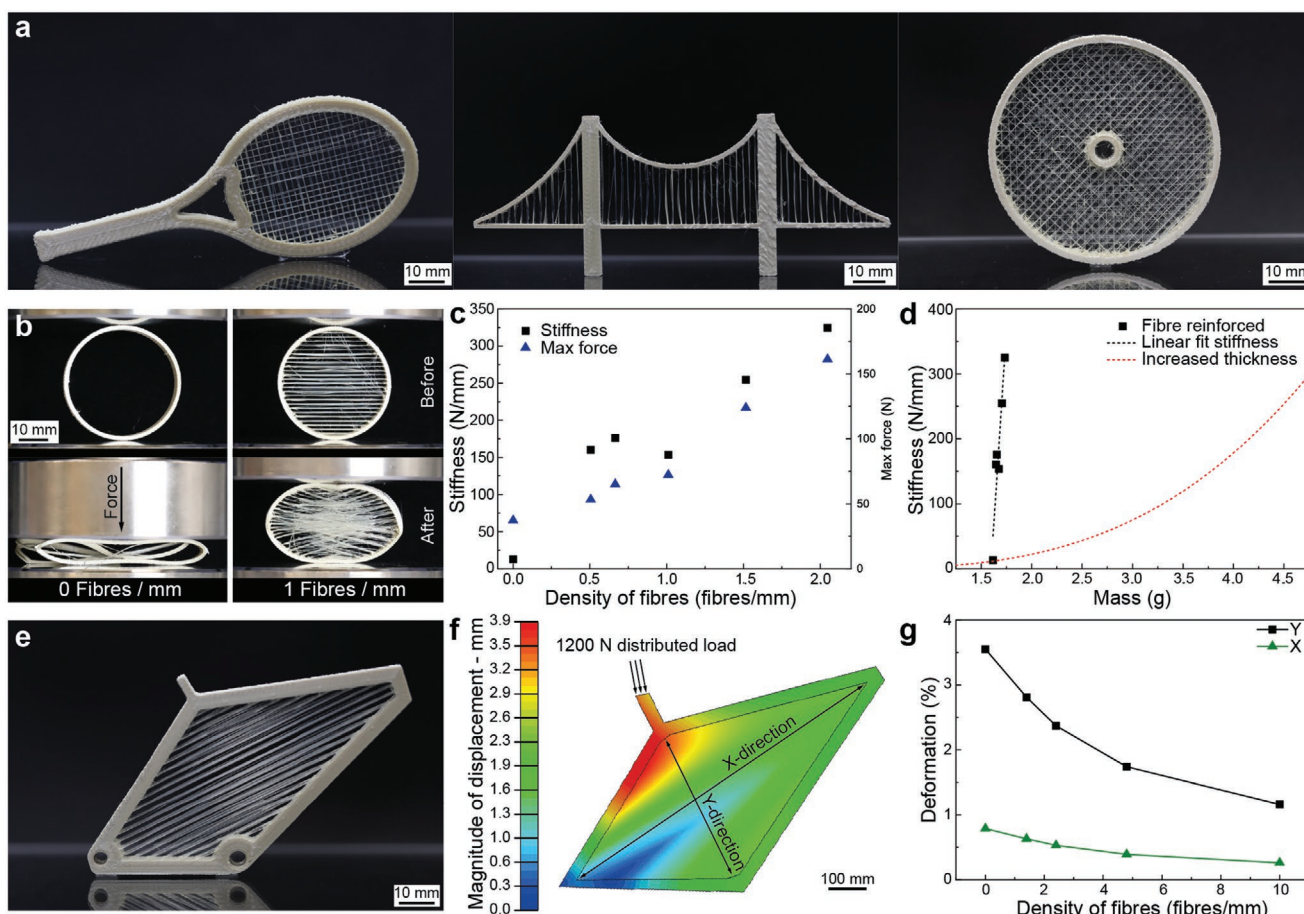 a
10 mm
10 mm
10 mm
b
10 mm
Before
Force
After
0 Fibres / mm
1 Fibres / mm
c
Stiffness
Max force
Stiffness (N/mm)
350
300
250
200
150
100
50
0
200
150
100
50
0
Max force (N)
0.0
0.5
1.0
1.5
2.0
Density of fibres (fibres/mm)
d
Fibre reinforced
Linear fit stiffness
Increased thickness
Stiffness (N/mm)
400
300
200
100
0
1.5
2.0
2.5
3.0
3.5
4.0
4.5
Mass (g)
e
10 mm
f
Magnitude of displacement - mm
3.9
3.5
3.2
2.9
2.6
2.3
1.9
1.6
1.3
1.0
0.6
0.3
0.0
1200 N distributed load
X-direction
Y-direction
100 mm
g
Y
X
Deformation (%)
4
3
2
1
0
0
2
4
6
8
10
Density of fibres (fibres/mm)